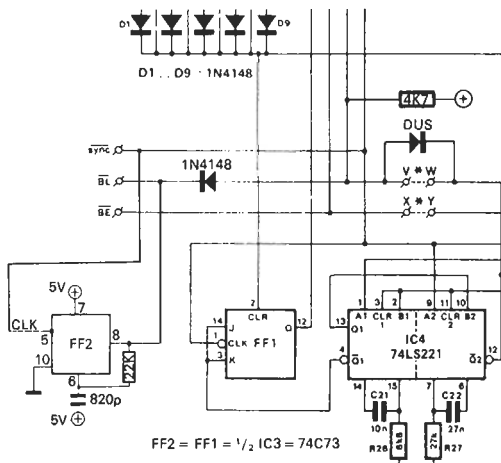 D1
D9
D1 .. D9 · 1N4148
4K7
+
DUS
sync
1N4148
V * W
BL
X * Y
BE
5V +
7
CLK
5
8
FF2
10
6
22K
820p
5V +
2
CLR
14
J
Q
12
1
CLK
FF1
3
K
1
3
2
9
11
10
A1
CLR
1
B1
A2
CLR
2
B2
13
Q1
IC4
4
Q1
74LS221
Q2
12
14
15
7
6
C21
10n
C22
27n
R26
6k8
27k
R27
FF2 = FF1 = 1/2 IC3 = 74C73